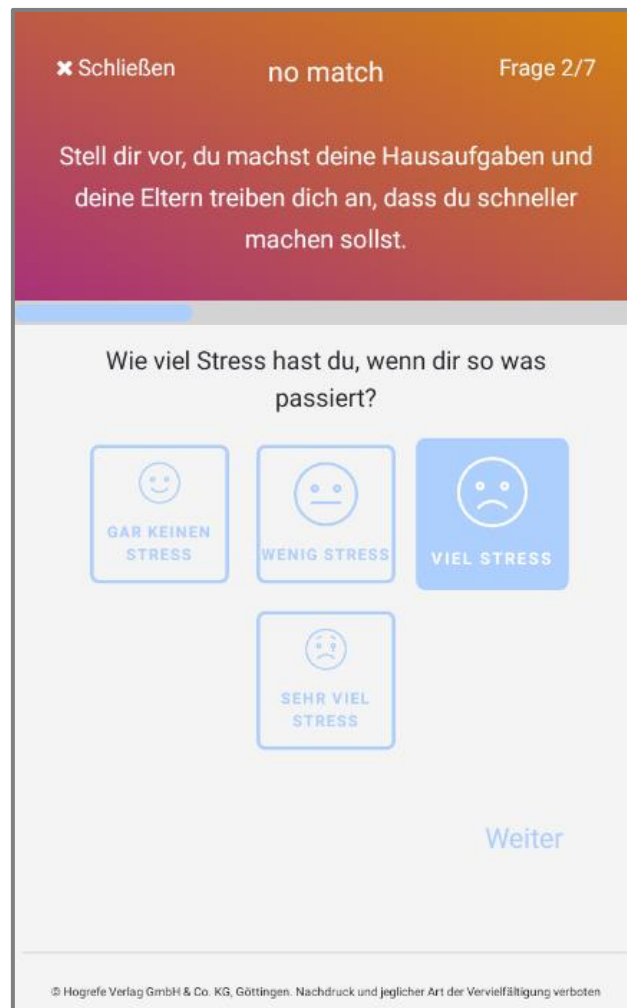 ✖ Schließen no match Frage 2/7
Stell dir vor, du machst deine Hausaufgaben und
deine Eltern treiben dich an, dass du schneller
machen sollst.
Wie viel Stress hast du, wenn dir so was
passiert?
GAR KEINEN
STRESS
WENIG STRESS
VIEL STRESS
SEHR VIEL
STRESS
Weiter
© Hogrefe Verlag GmbH & Co. KG, Göttingen. Nachdruck und jeglicher Art der Vervielfältigung verboten